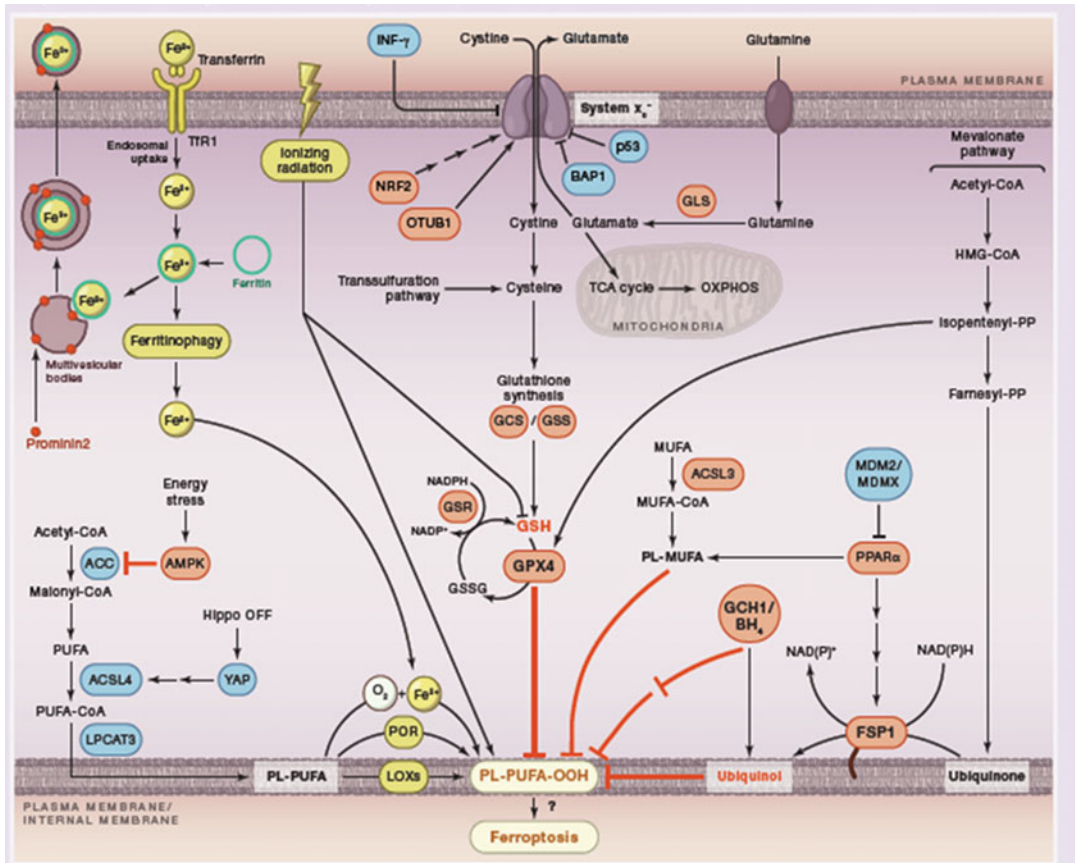 Fe³⁺
Fe³⁺
Transferrin
INF-γ
Cystine
Glutamate
Glutamine
PLASMA MEMBRANE
System xc⁻
Endosomal
uptake
TfR1
Ionizing
radiation
p53
BAP1
Mevalonate
pathway
Acetyl-CoA
Fe³⁺
Fe²⁺
NRF2
OTUB1
GLS
Cystine
Glutamate
Glutamine
HMG-CoA
Ferritin
Transsulfuration
pathway
Cysteine
TCA cycle
OXPHOS
MITOCHONDRIA
Isopentenyl-PP
Ferritinophagy
Multivesicular
bodies
Glutathione
synthesis
GCS / GSS
Farnesyl-PP
Fe²⁺
Prominin2
MUFA
ACSL3
MUFA-CoA
MDM2/
MDMX
NADPH
GSR
NADP⁺
GSH
Energy
stress
Acetyl-CoA
ACC
AMPK
Malonyl-CoA
GPX4
GSSG
PL-MUFA
PPARα
Hippo OFF
GCH1/
BH₄
PUFA
NAD(P)⁺
NAD(P)H
ACSL4
YAP
PUFA-CoA
O₂ + Fe²⁺
LPCAT3
POR
FSP1
PL-PUFA
LOXs
PL-PUFA-OOH
Ubiquinol
Ubiquinone
PLASMA MEMBRANE/
INTERNAL MEMBRANE
?
Ferroptosis